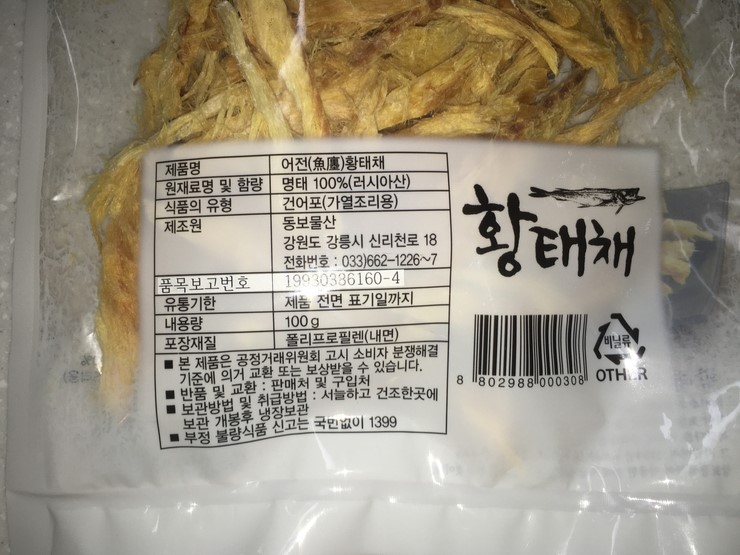 제품명 어전(魚廛)황태채
원재료명 및 함량 명태 100%(러시아산)
식품의 유형 건어포(가열조리용)
제조원 동보물산
강원도 강릉시 신리천로 18
전화번호 : 033)662-1226~7
품목보고번호 19930336160-4
유통기한 제품 전면 표기일까지
내용량 100g
포장재질 폴리프로필렌(내면)
■ 본 제품은 공정거래위원회 고시 소비자 분쟁해결
기준에 의거 교환 또는 보상받을 수 있습니다.
■ 반품 및 교환 : 판매처 및 구입처
■ 보관방법 및 취급방법 : 서늘하고 건조한곳에
보관 개봉후 냉장보관
■ 부정 불량식품 신고는 국번없이 1399
황태채
8 802988 000308
비닐류
OTHER